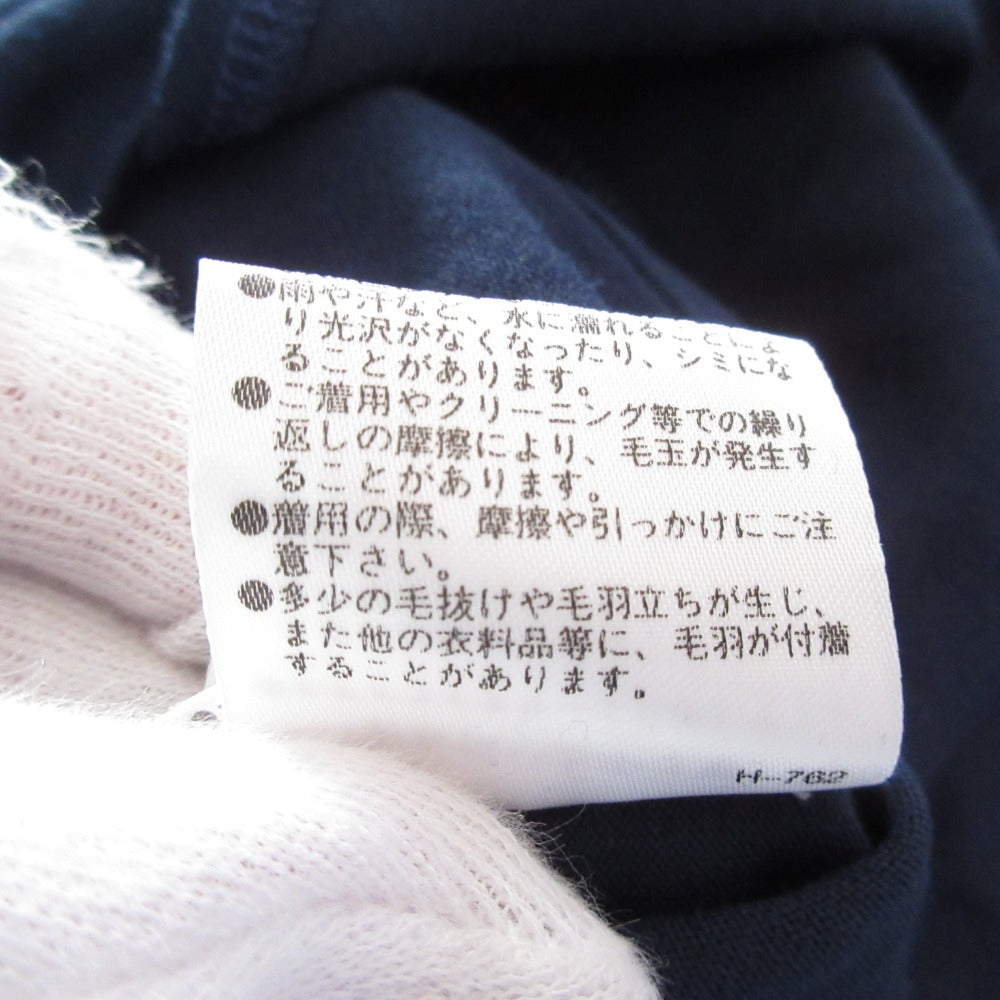 ●雨や汗など、水に濡れることによ
り光沢がなくなったり、シミにな
ることがあります。
●ご着用やクリーニング等での繰り
返しの摩擦により、毛玉が発生す
ることがあります。
●着用の際、摩擦や引っかけにご注
意下さい。
●多少の毛抜けや毛羽立ちが生じ、
また他の衣料品等に、毛羽が付着
することがあります。
H-762